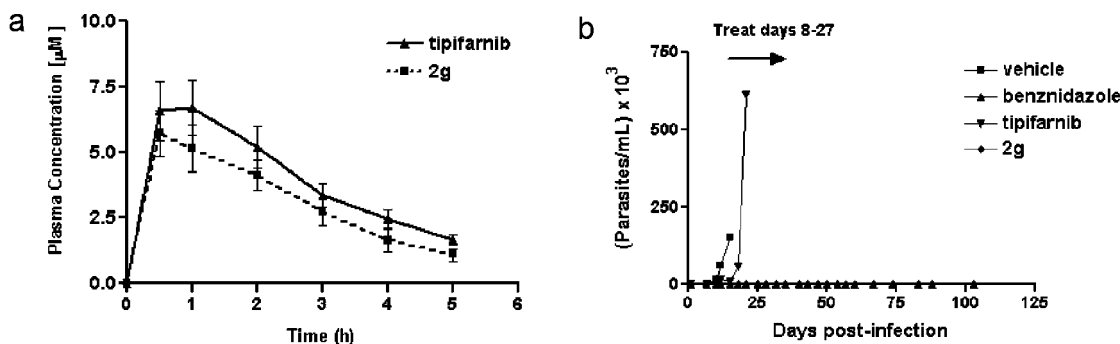 a
10.0
7.5
5.0
2.5
0.0
Plasma Concentration [µM]
0 1 2 3 4 5 6
Time (h)
tipifarnib
2g
b
Treat days 8-27
750
500
250
0
(Parasites/mL) x 10³
0 25 50 75 100 125
Days post-infection
vehicle
benznidazole
tipifarnib
2g